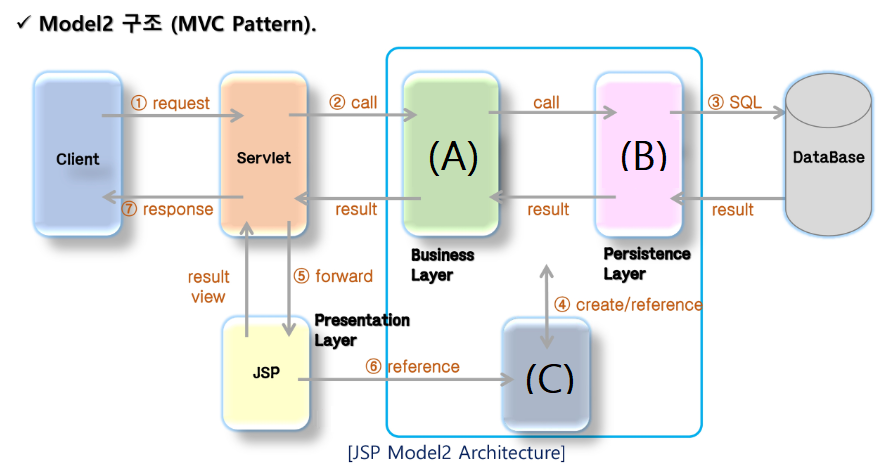 ✓ Model2 구조 (MVC Pattern).
① request
② call
call
③ SQL
Client
Servlet
(A)
(B)
DataBase
⑦ response
result
result
result
Business
Layer
Persistence
Layer
result
view
⑤ forward
④ create/reference
Presentation
Layer
JSP
⑥ reference
(C)
[JSP Model2 Architecture]